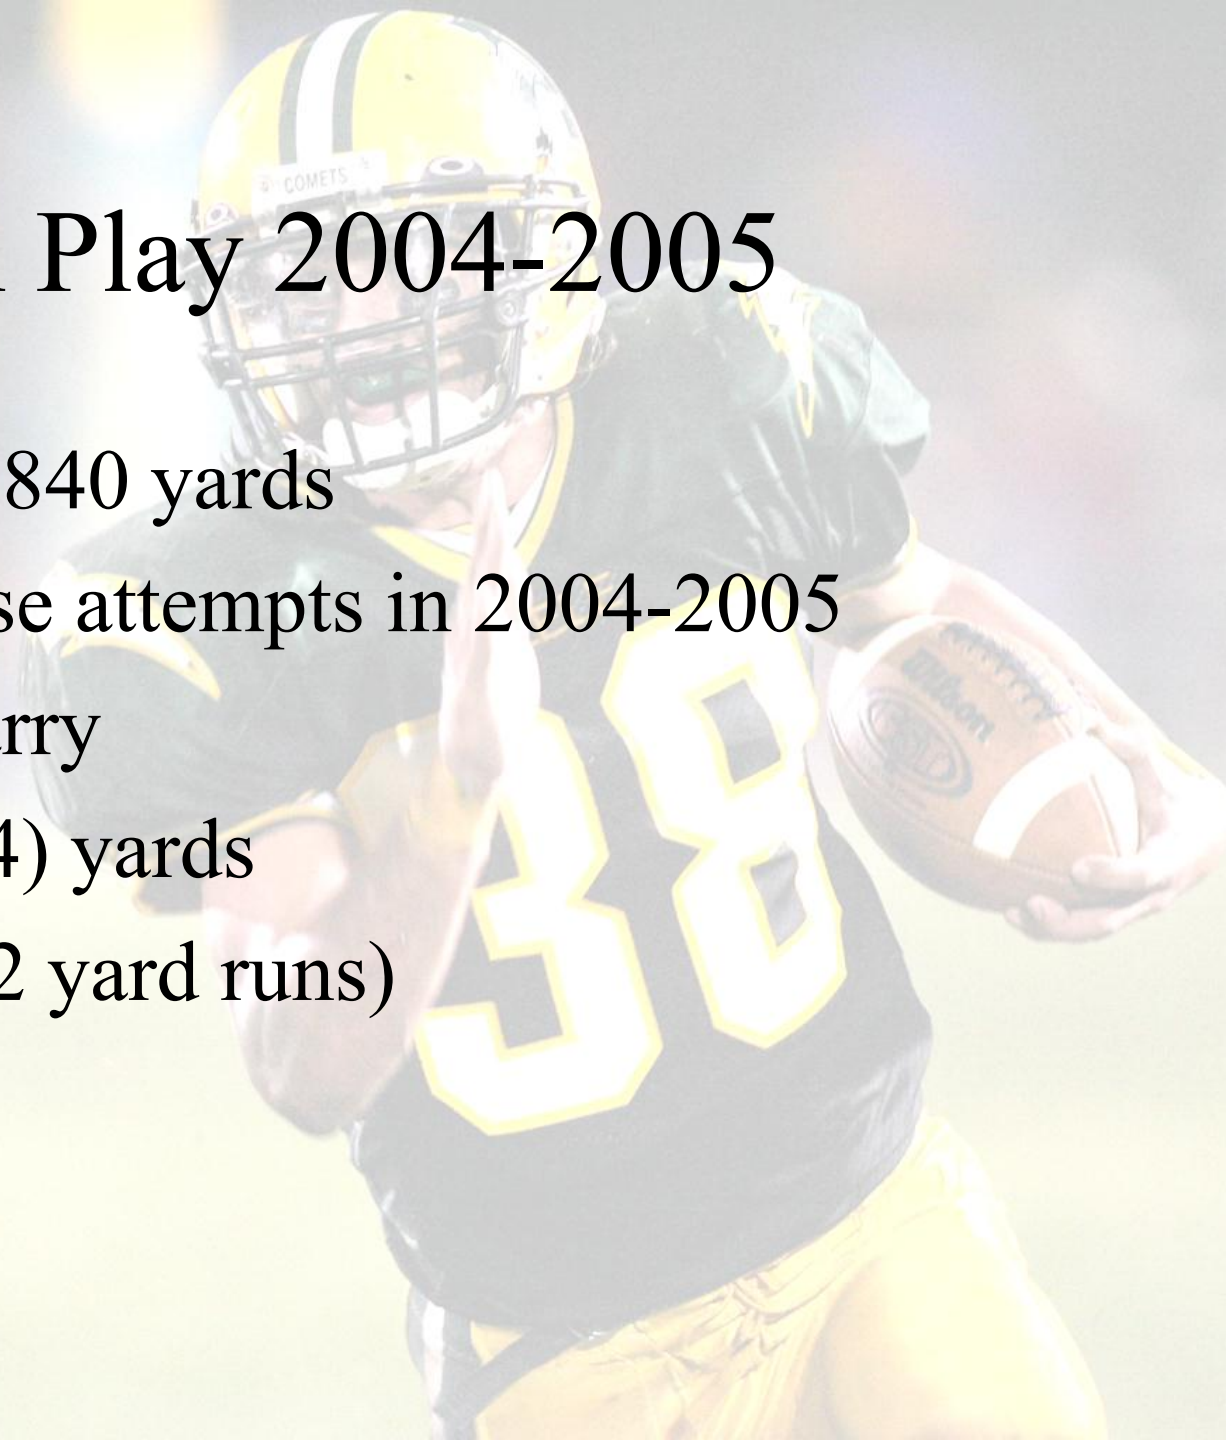 COMETS
Play 2004-2005
840 yards
se attempts in 2004-2005
rry
4) yards
2 yard runs)
Wilson
38